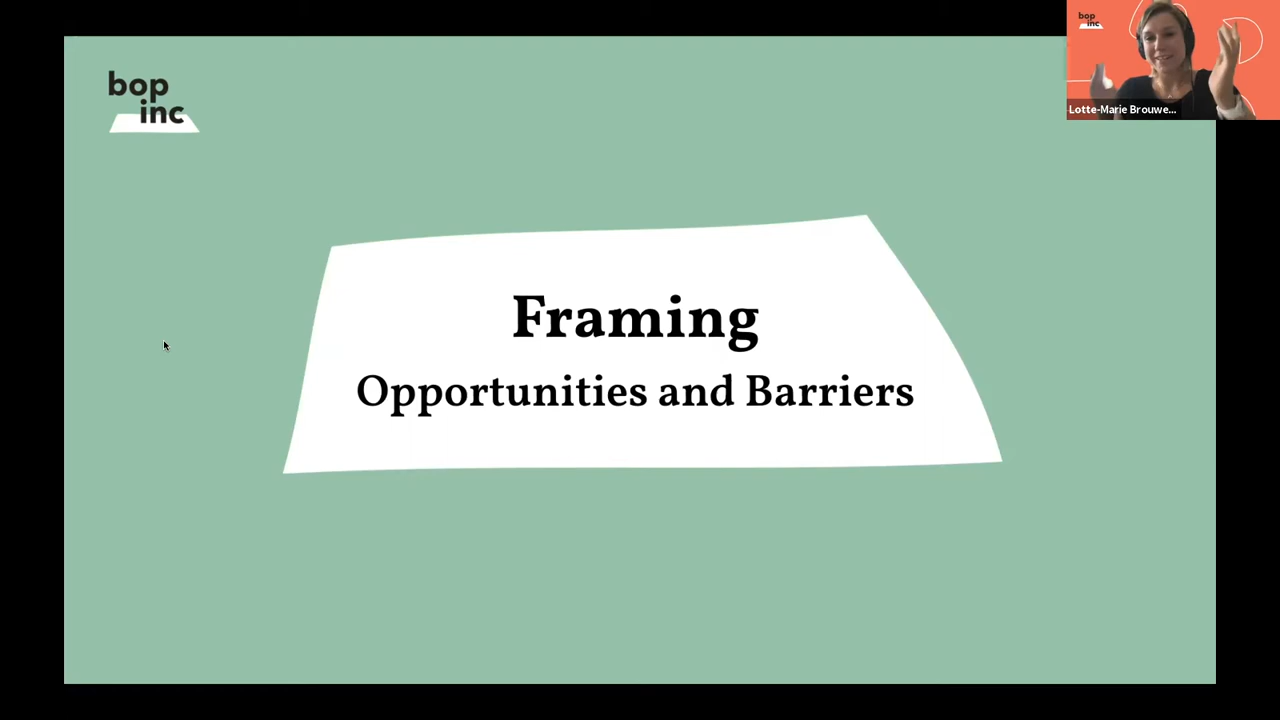 bop
inc
Framing
Opportunities and Barriers
bop
inc
Lotte-Marie Brouwe...